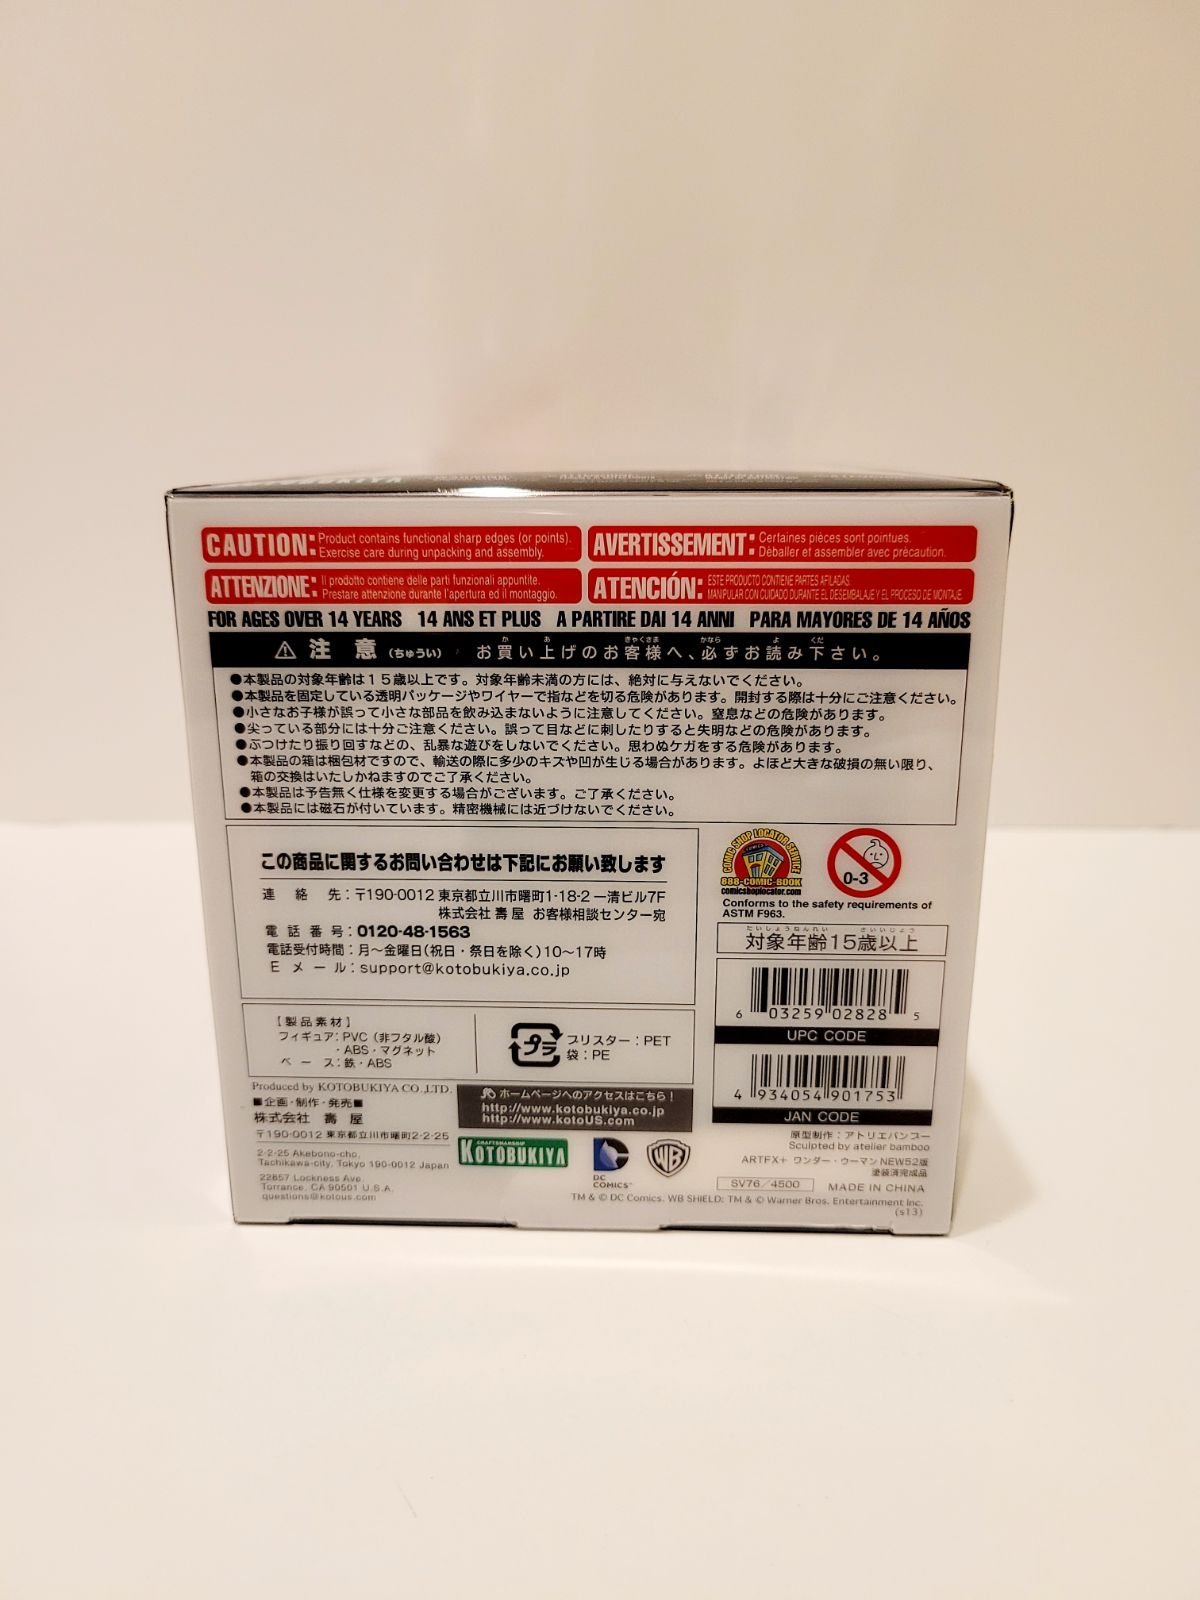 CAUTION: Product contains functional sharp edges (or points).
Exercise care during unpacking and assembly.
AVERTISSEMENT: Certaines pièces sont pointues.
Déballer et assembler avec précaution.
ATTENZIONE: Il prodotto contiene delle parti funzionali appuntite.
Prestare attenzione durante l'apertura ed il montaggio.
ATENCIÓN: ESTE PRODUCTO CONTIENE PARTES AFILADAS.
MANIPULAR CON CUIDADO DURANTE EL DESEMBALAJE Y EL PROCESO DE MONTAJE.
FOR AGES OVER 14 YEARS 14 ANS ET PLUS A PARTIRE DAI 14 ANNI PARA MAYORES DE 14 AÑOS
注意(ちゅうい) お買い上げのお客様へ、必ずお読み下さい。
●本製品の対象年齢は15歳以上です。対象年齢未満の方には、絶対に与えないでください。
●本製品を固定している透明パッケージやワイヤーで指などを切る危険があります。開封する際は十分にご注意ください。
●小さなお子様が誤って小さな部品を飲み込まないように注意してください。窒息などの危険があります。
●尖っている部分には十分ご注意ください。誤って目などに刺したりすると失明などの危険があります。
●ぶつけたり振り回すなどの、乱暴な遊びをしないでください。思わぬケガをする危険があります。
●本製品の箱は梱包材ですので、輸送の際に多少のキズや凹が生じる場合があります。よほど大きな破損の無い限り、
箱の交換はいたしかねますのでご了承ください。
●本製品は予告無く仕様を変更する場合がございます。ご了承ください。
●本製品には磁石が付いています。精密機械には近づけないでください。
この商品に関するお問い合わせは下記にお願い致します
連絡先:〒190-0012 東京都立川市曙町1-18-2 一清ビル7F
株式会社 壽屋 お客様相談センター宛
電話番号:0120-48-1563
電話受付時間:月〜金曜日(祝日・祭日を除く)10〜17時
Eメール:support@kotobukiya.co.jp
COMIC SHOP LOCATOR SERVICE
COMICS
888-COMIC-BOOK
comicshoplocator.com
0-3
Conforms to the safety requirements of
ASTM F963.
たいしょうねんれい さいいじょう
対象年齢15歳以上
6 03259 02828 5
UPC CODE
4 934054 901753
JAN CODE
【製品素材】
フィギュア:PVC(非フタル酸)
・ABS・マグネット
ベース:鉄・ABS
プラ
ブリスター:PET
袋:PE
Produced by KOTOBUKIYA CO.,LTD.
■企画・制作・発売■
株式会社 壽屋
〒190-0012 東京都立川市曙町2-2-25
2-2-25 Akebono-cho,
Tachikawa-city, Tokyo 190-0012 Japan
22857 Lockness Ave.
Torrance, CA 90501 U.S.A.
questions@kotous.com
ホームページへのアクセスはこちら!
http://www.kotobukiya.co.jp
http://www.kotoUS.com
CRAFTSMANSHIP
KOTOBUKIYA
DC
COMICS™
WB
原型制作:アトリエバンブー
Sculpted by atelier bamboo
ARTFX+ ワンダー・ウーマン NEW52版
塗装済完成品
SV76/4500 MADE IN CHINA
TM & © DC Comics. WB SHIELD: TM & © Warner Bros. Entertainment Inc.
(s13)